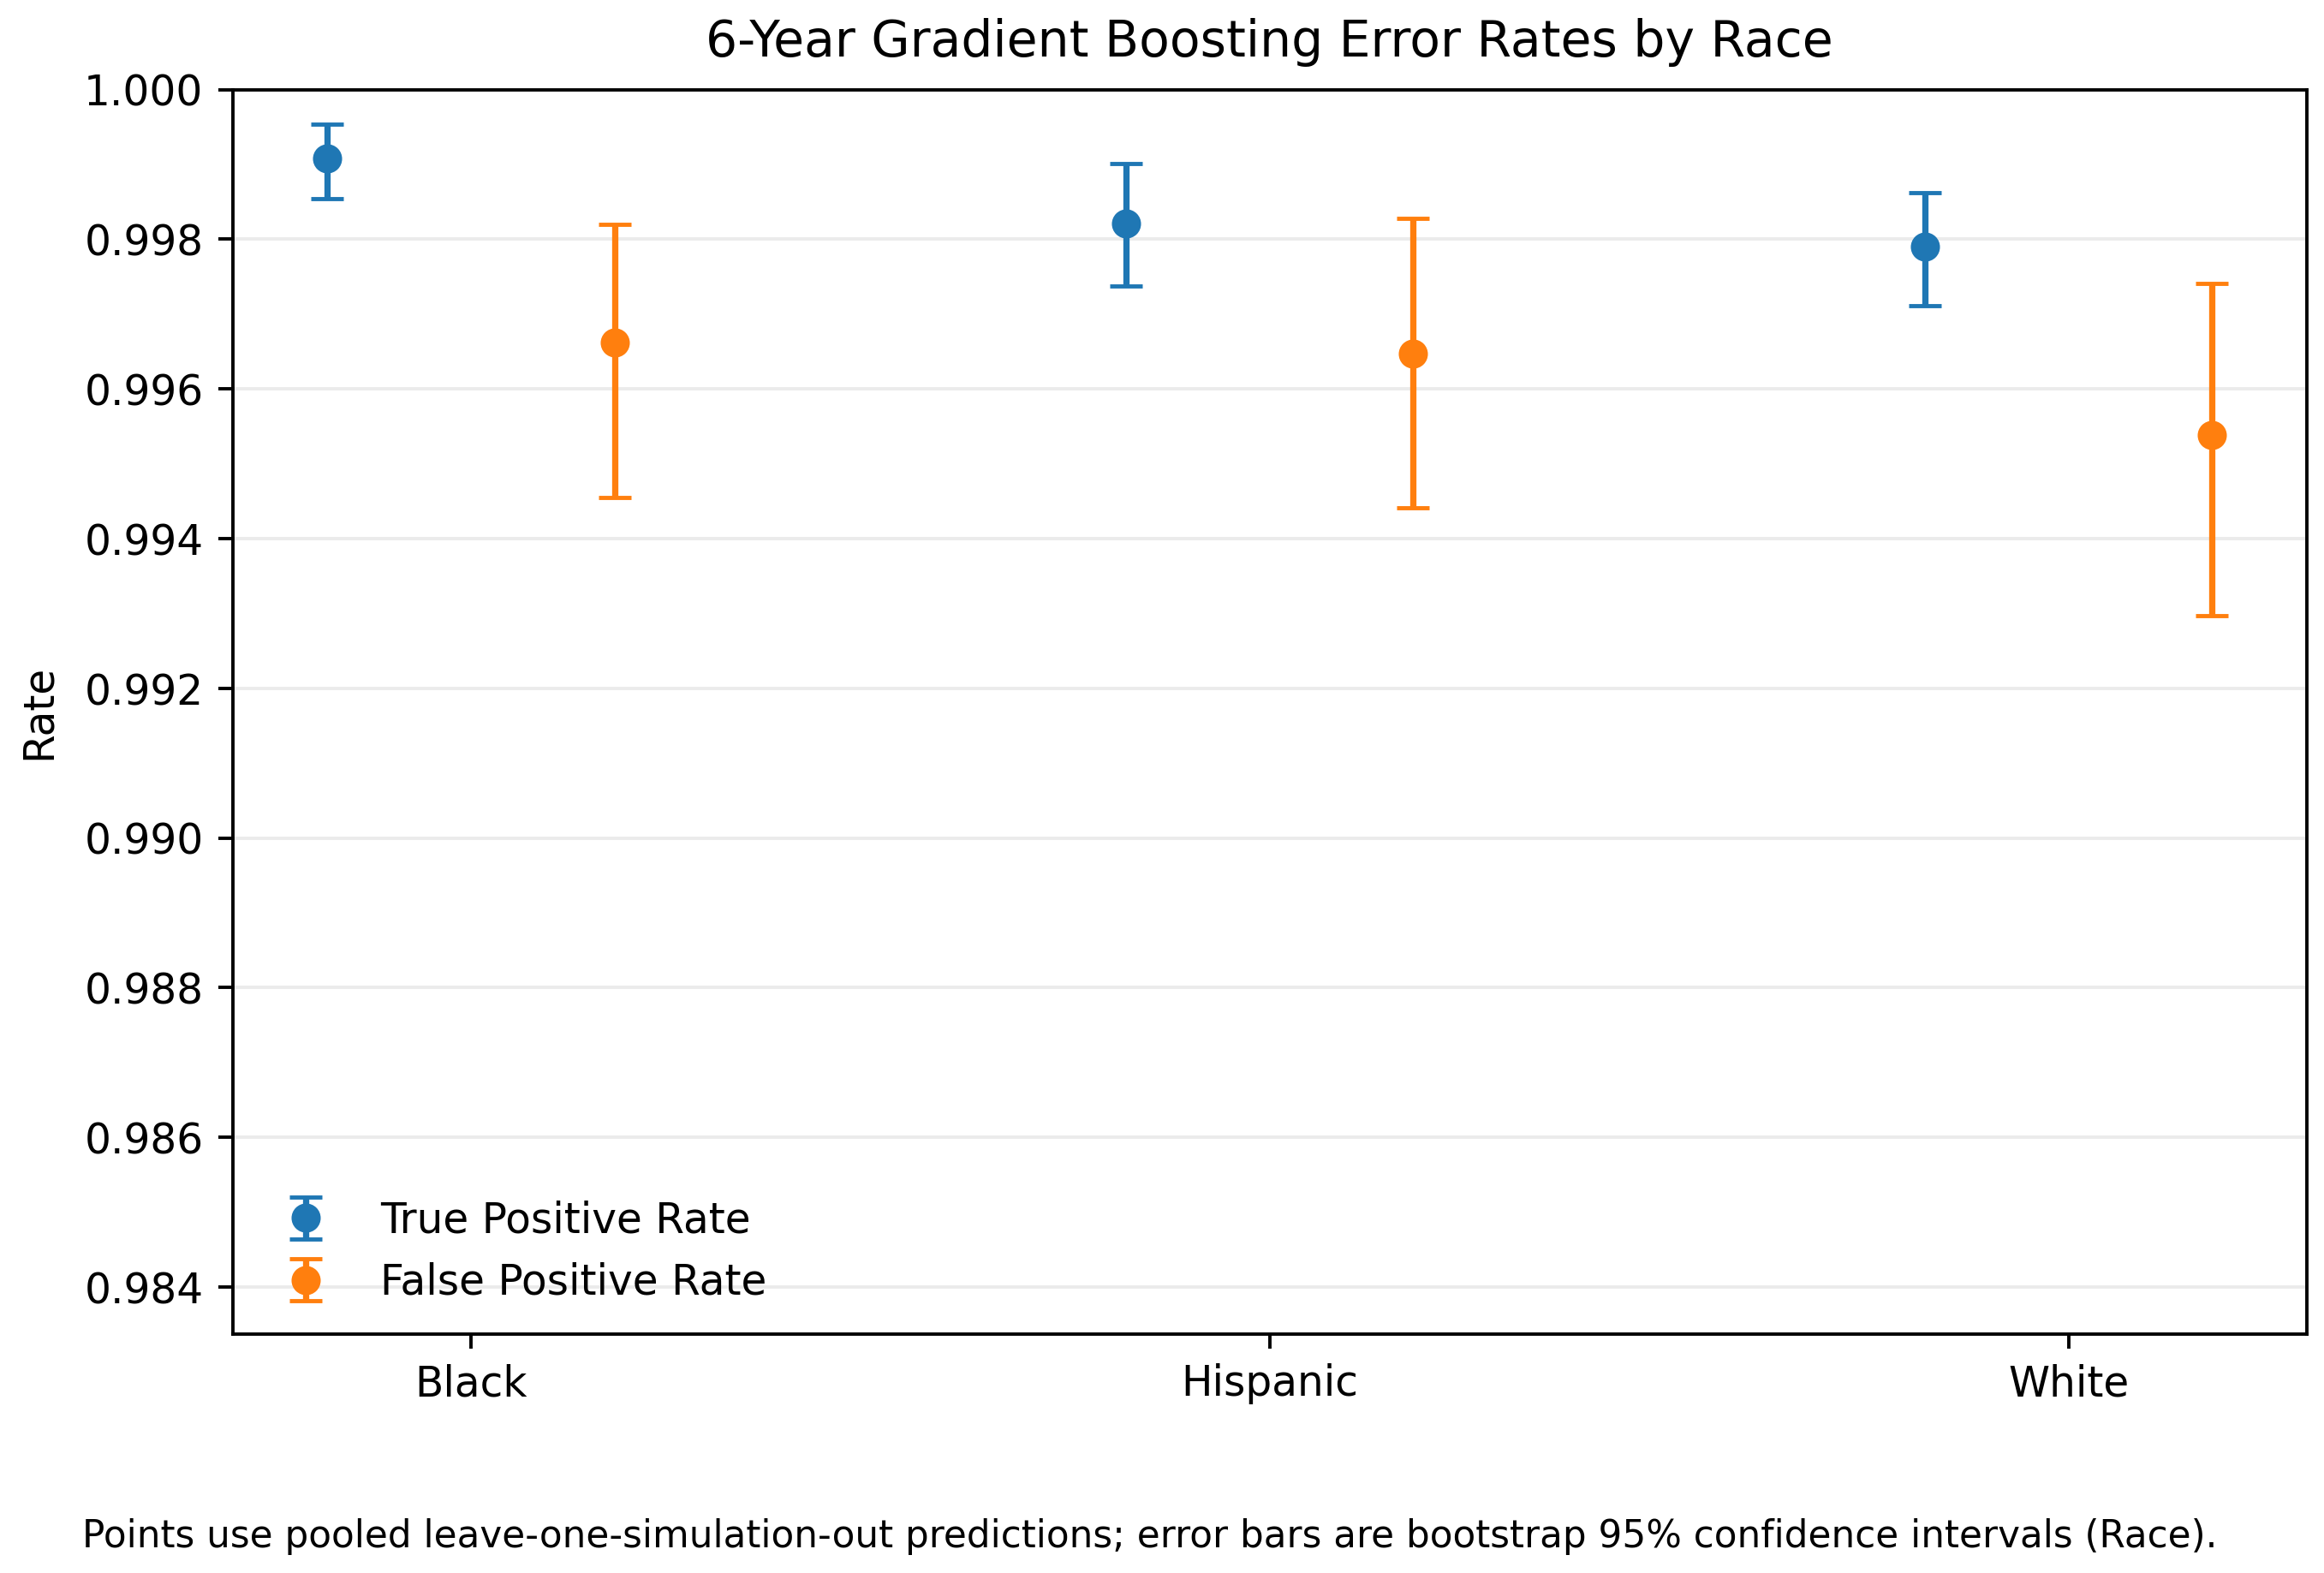 6-Year Gradient Boosting Error Rates by Race
1.000
0.998
0.996
0.994
0.992
0.990
0.988
0.986
0.984
Rate
True Positive Rate
False Positive Rate
Black
Hispanic
White
Points use pooled leave-one-simulation-out predictions; error bars are bootstrap 95% confidence intervals (Race).